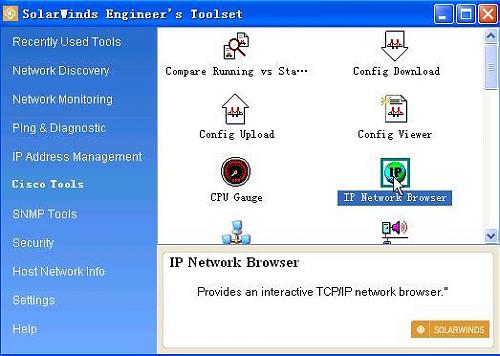 SolarWinds Engineer's Toolset
Recently Used Tools
Network Discovery
Network Monitoring
Ping & Diagnostic
IP Address Management
Cisco Tools
SNMP Tools
Security
Host Network Info
Settings
Help
Compare Running vs Sta...
Config Download
Config Upload
Config Viewer
CPU Gauge
IP
IP Network Browser
IP Network Browser
Provides an interactive TCP/IP network browser."
SOLARWINDS